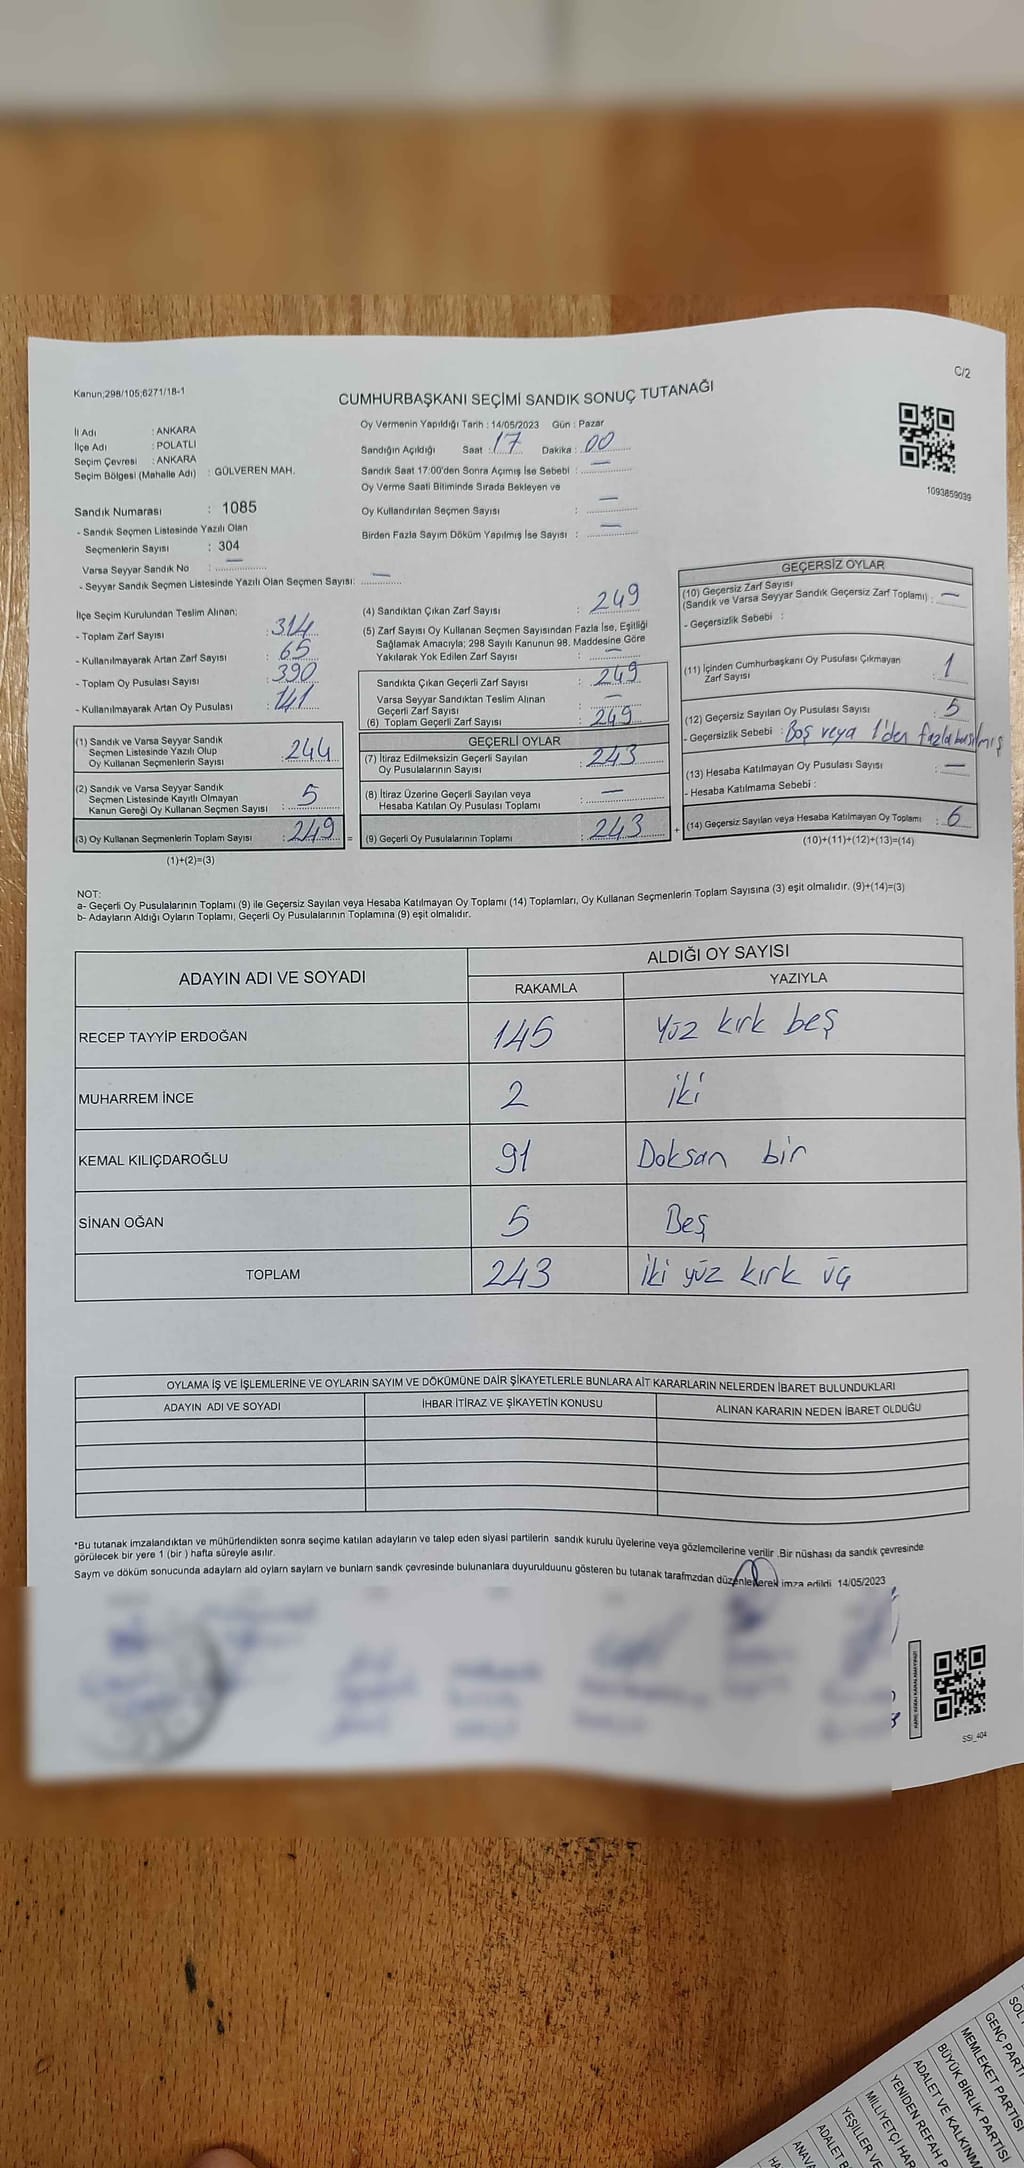 Kanun;298/105;6271/18-1
C/2
CUMHURBAŞKANI SEÇİMİ SANDIK SONUÇ TUTANAĞI
İl Adı : ANKARA
İlçe Adı : POLATLI
Seçim Çevresi : ANKARA
Seçim Bölgesi (Mahalle Adı) : GÜLVEREN MAH.
Sandık Numarası : 1085
- Sandık Seçmen Listesinde Yazılı Olan
Seçmenlerin Sayısı : 304
Varsa Seyyar Sandık No : —
- Seyyar Sandık Seçmen Listesinde Yazılı Olan Seçmen Sayısı: —
Oy Vermenin Yapıldığı Tarih : 14/05/2023 Gün : Pazar
Sandığın Açıldığı Saat : 17 Dakika : 00
Sandık Saat 17:00'den Sonra Açımış İse Sebebi : —
Oy Verme Saati Bitiminde Sırada Bekleyen ve
Oy Kullandırılan Seçmen Sayısı : —
Birden Fazla Sayım Döküm Yapılmış İse Sayısı : —
1093859039
İlçe Seçim Kurulundan Teslim Alınan;
- Toplam Zarf Sayısı : 314
- Kullanılmayarak Artan Zarf Sayısı : 65
- Toplam Oy Pusulası Sayısı : 390
- Kullanılmayarak Artan Oy Pusulası : 141
(1) Sandık ve Varsa Seyyar Sandık
Seçmen Listesinde Yazılı Olup
Oy Kullanan Seçmenlerin Sayısı : 244
(2) Sandık ve Varsa Seyyar Sandık
Seçmen Listesinde Kayıtlı Olmayan
Kanun Gereği Oy Kullanan Seçmen Sayısı : 5
(3) Oy Kullanan Seçmenlerin Toplam Sayısı : 249 =
(1)+(2)=(3)
(4) Sandıktan Çıkan Zarf Sayısı : 249
(5) Zarf Sayısı Oy Kullanan Seçmen Sayısından Fazla İse, Eşitliği
Sağlamak Amacıyla; 298 Sayılı Kanunun 98. Maddesine Göre
Yakılarak Yok Edilen Zarf Sayısı : —
Sandıkta Çıkan Geçerli Zarf Sayısı : 249
Varsa Seyyar Sandıktan Teslim Alınan
Geçerli Zarf Sayısı : —
(6) Toplam Geçerli Zarf Sayısı : 249
GEÇERLİ OYLAR
(7) İtiraz Edilmeksizin Geçerli Sayılan
Oy Pusulalarının Sayısı : 243
(8) İtiraz Üzerine Geçerli Sayılan veya
Hesaba Katılan Oy Pusulası Toplamı : —
(9) Geçerli Oy Pusulalarının Toplamı : 243 +
GEÇERSİZ OYLAR
(10) Geçersiz Zarf Sayısı
(Sandık ve Varsa Seyyar Sandık Geçersiz Zarf Toplamı) : —
- Geçersizlik Sebebi :
(11) İçinden Cumhurbaşkanı Oy Pusulası Çıkmayan
Zarf Sayısı : 1
(12) Geçersiz Sayılan Oy Pusulası Sayısı : 5
- Geçersizlik Sebebi : Boş veya 1'den fazla basılmış
(13) Hesaba Katılmayan Oy Pusulası Sayısı : —
- Hesaba Katılmama Sebebi :
(14) Geçersiz Sayılan veya Hesaba Katılmayan Oy Toplamı : 6
(10)+(11)+(12)+(13)=(14)
NOT:
a- Geçerli Oy Pusulalarının Toplamı (9) ile Geçersiz Sayılan veya Hesaba Katılmayan Oy Toplamı (14) Toplamları, Oy Kullanan Seçmenlerin Toplam Sayısına (3) eşit olmalıdır. (9)+(14)=(3)
b- Adayların Aldığı Oyların Toplamı, Geçerli Oy Pusulalarının Toplamına (9) eşit olmalıdır.
ADAYIN ADI VE SOYADI
ALDIĞI OY SAYISI
RAKAMLA YAZIYLA
RECEP TAYYİP ERDOĞAN 145 Yüz kırk beş
MUHARREM İNCE 2 iki
KEMAL KILIÇDAROĞLU 91 Doksan bir
SİNAN OĞAN 5 Beş
TOPLAM 243 iki yüz kırk üç
OYLAMA İŞ VE İŞLEMLERİNE VE OYLARIN SAYIM VE DÖKÜMÜNE DAİR ŞİKAYETLERLE BUNLARA AİT KARARLARIN NELERDEN İBARET BULUNDUKLARI
ADAYIN ADI VE SOYADI İHBAR İTİRAZ VE ŞİKAYETİN KONUSU ALINAN KARARIN NEDEN İBARET OLDUĞU
*Bu tutanak imzalandıktan ve mühürlendikten sonra seçime katılan adayların ve talep eden siyasi partilerin sandık kurulu üyelerine veya gözlemcilerine verilir .Bir nüshası da sandık çevresinde
görülecek bir yere 1 (bir ) hafta süreyle asılır.
Saym ve döküm sonucunda adaylarn ald oylarn saylarn ve bunlarn sandk çevresinde bulunanlara duyurulduunu gösteren bu tutanak tarafmzdan düzenlenerek imza edildi 14/05/2023
SSI_404
GENÇ PARTİ
MEMLEKET PARTİSİ
BÜYÜK BİRLİK PARTİSİ
ADALET VE KALKINMA
YENİDEN REFAH P
MİLLİYETÇİ HAR
YEŞİLLER VE
ADALET B
ANAVA
HA